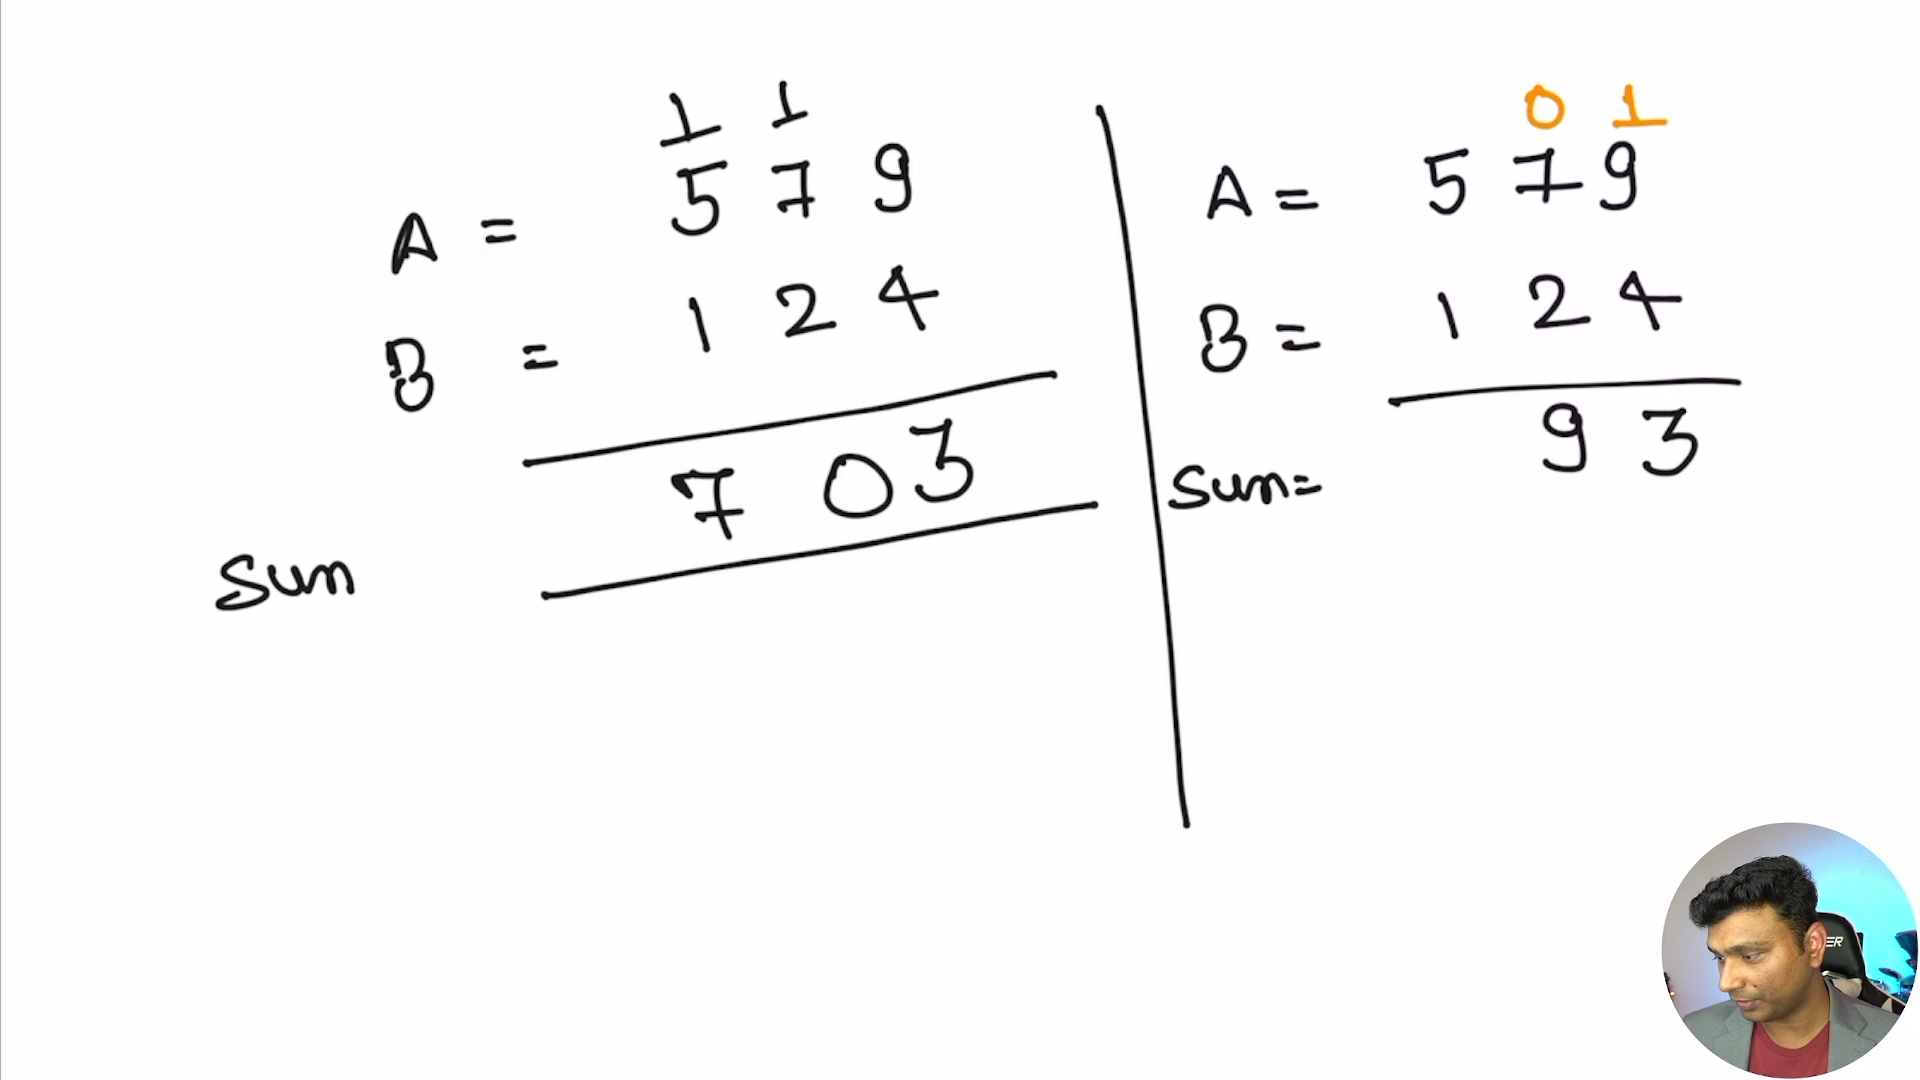 1 1
A = 5 7 9
B = 1 2 4
7 0 3
Sum
0 1
A = 5 7 9
B = 1 2 4
9 3
Sum=
ER